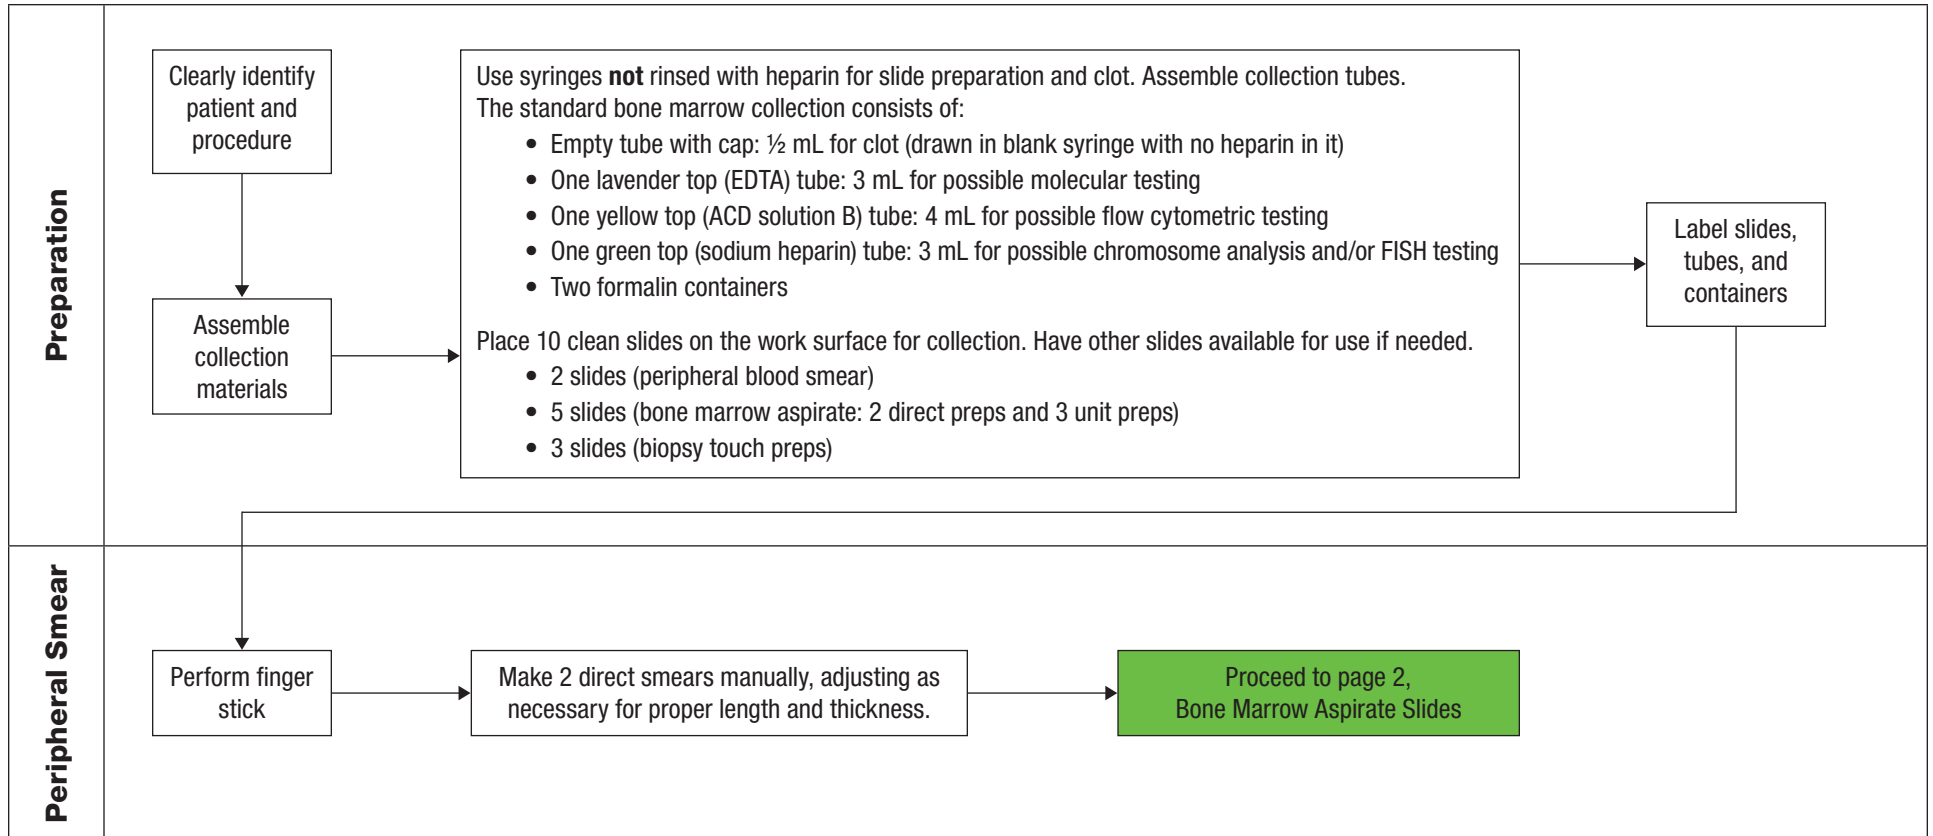 Preparation
Clearly identify
patient and
procedure
Assemble
collection
materials
Use syringes not rinsed with heparin for slide preparation and clot. Assemble collection tubes.
The standard bone marrow collection consists of:
• Empty tube with cap: ½ mL for clot (drawn in blank syringe with no heparin in it)
• One lavender top (EDTA) tube: 3 mL for possible molecular testing
• One yellow top (ACD solution B) tube: 4 mL for possible flow cytometric testing
• One green top (sodium heparin) tube: 3 mL for possible chromosome analysis and/or FISH testing
• Two formalin containers
Place 10 clean slides on the work surface for collection. Have other slides available for use if needed.
• 2 slides (peripheral blood smear)
• 5 slides (bone marrow aspirate: 2 direct preps and 3 unit preps)
• 3 slides (biopsy touch preps)
Label slides,
tubes, and
containers
Peripheral Smear
Perform finger
stick
Make 2 direct smears manually, adjusting as
necessary for proper length and thickness.
Proceed to page 2,
Bone Marrow Aspirate Slides